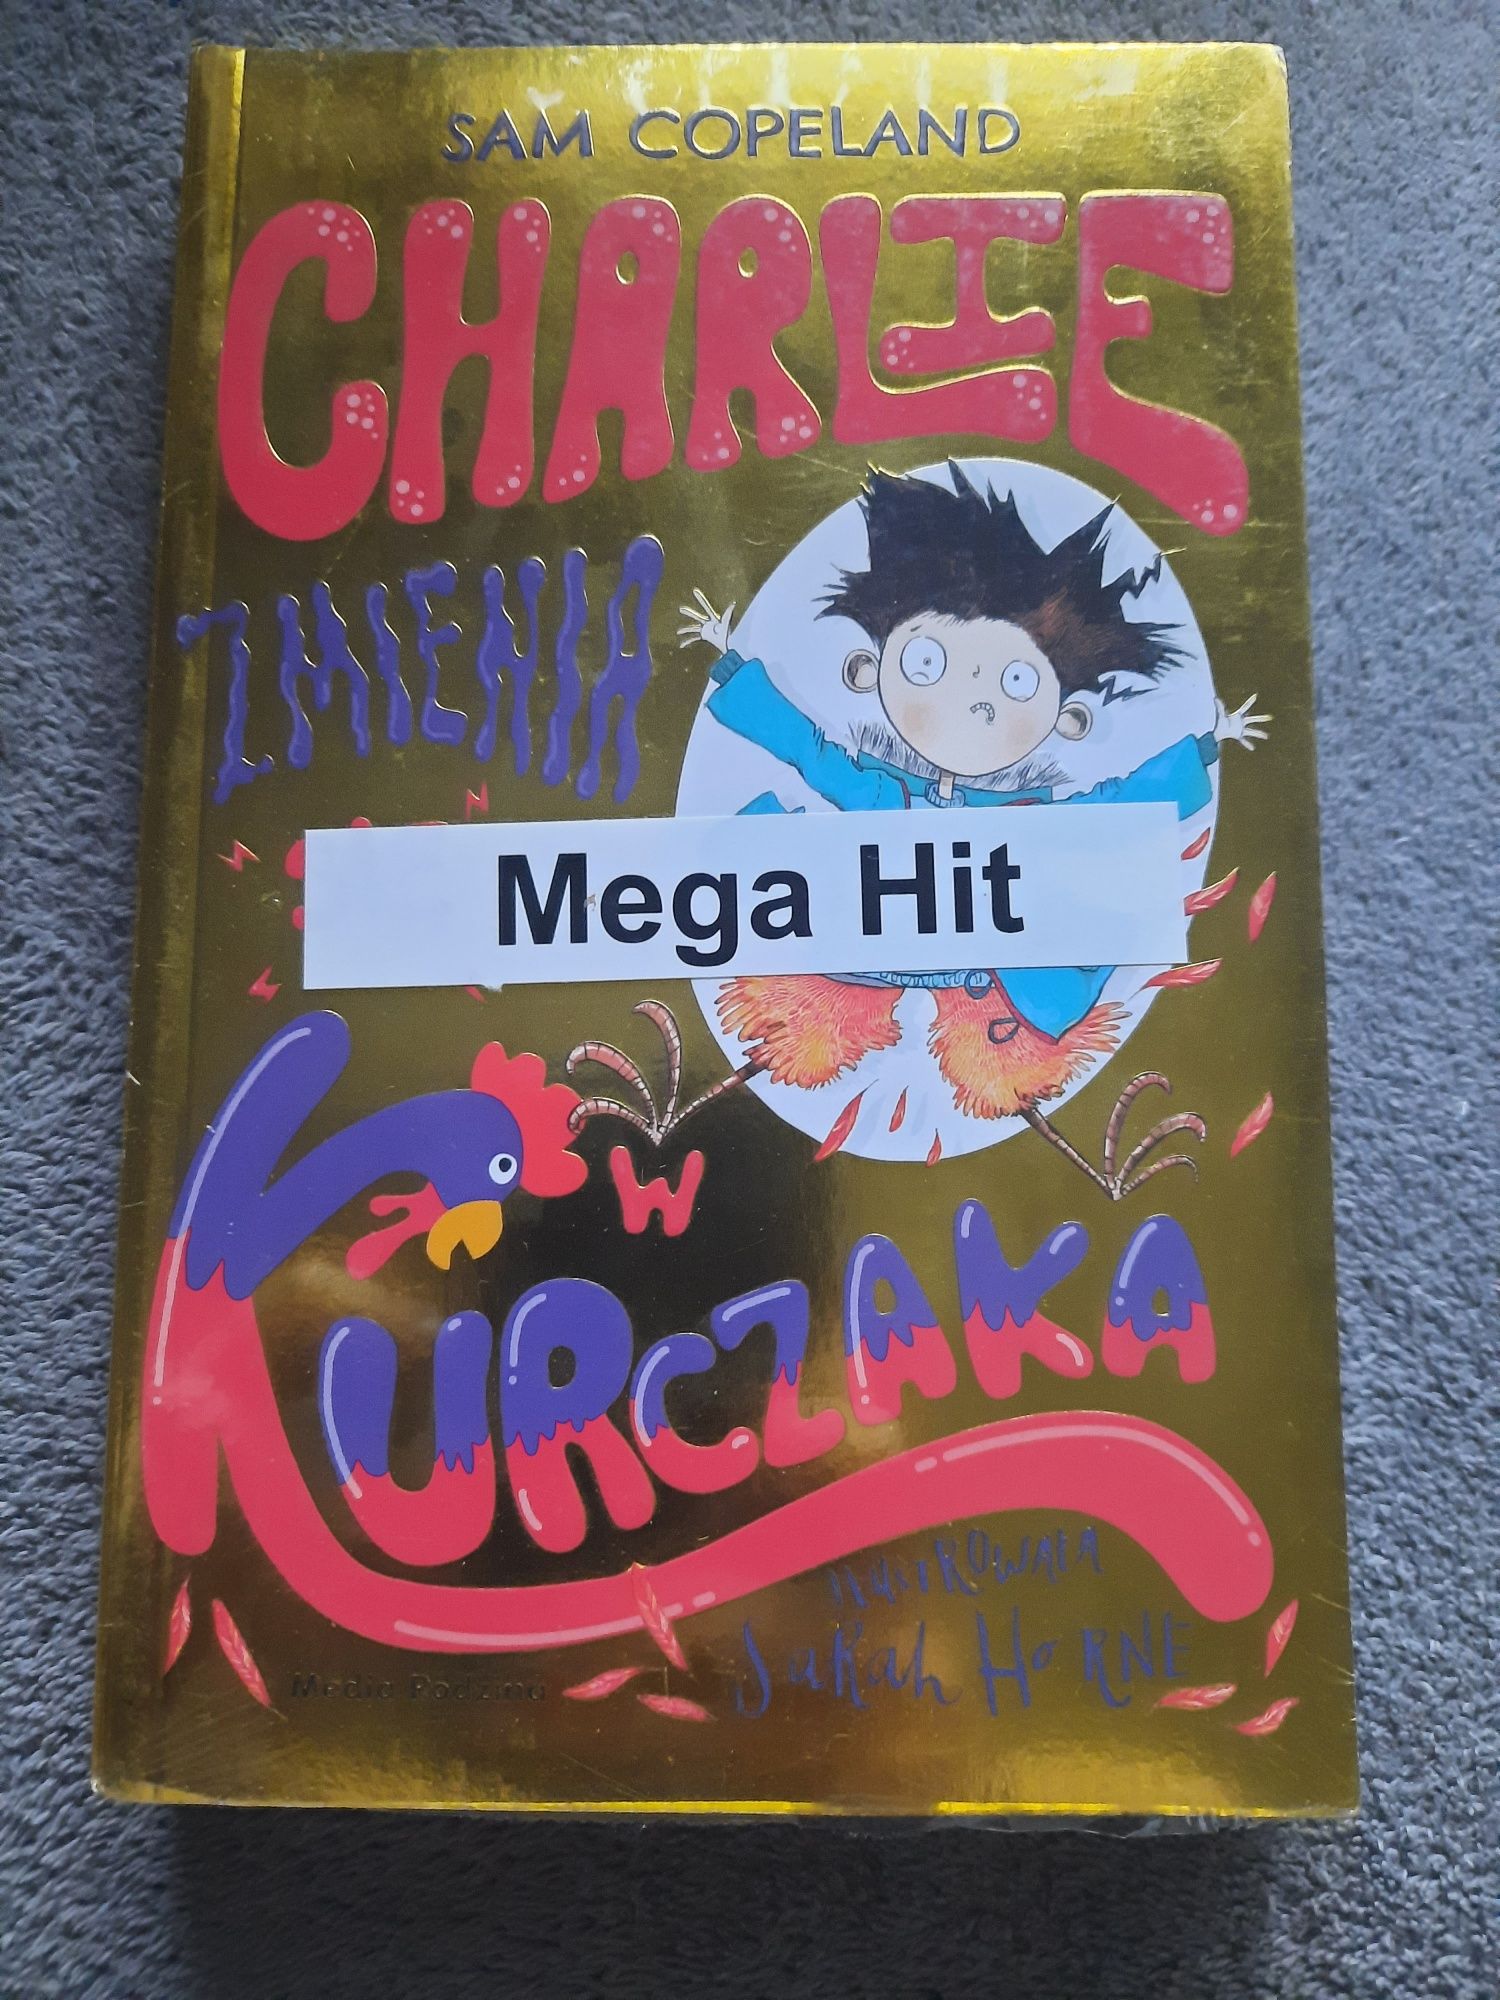 SAM COPELAND
CHARLIE
ZMIENIA
Mega Hit
W
KURCZAKA
ILUSTROWAŁA
SARAH HORNE
Media Rodzina